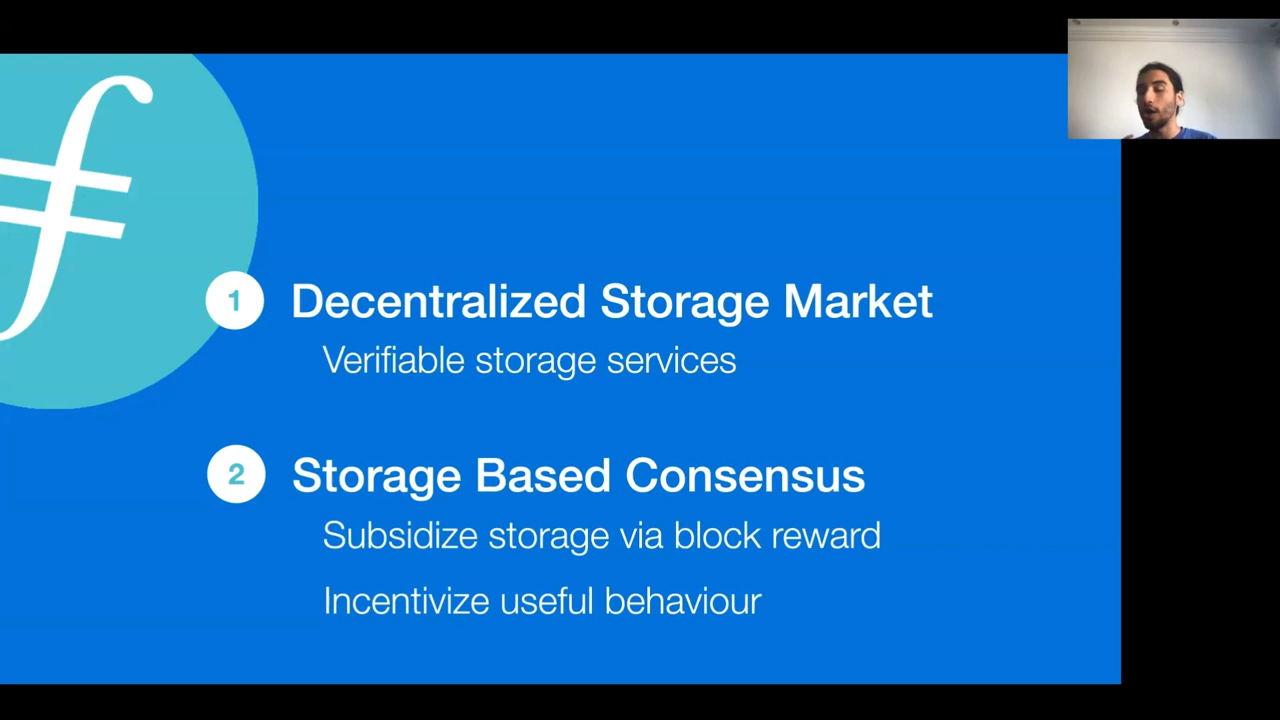 1
Decentralized Storage Market
Verifiable storage services
2
Storage Based Consensus
Subsidize storage via block reward
Incentivize useful behaviour